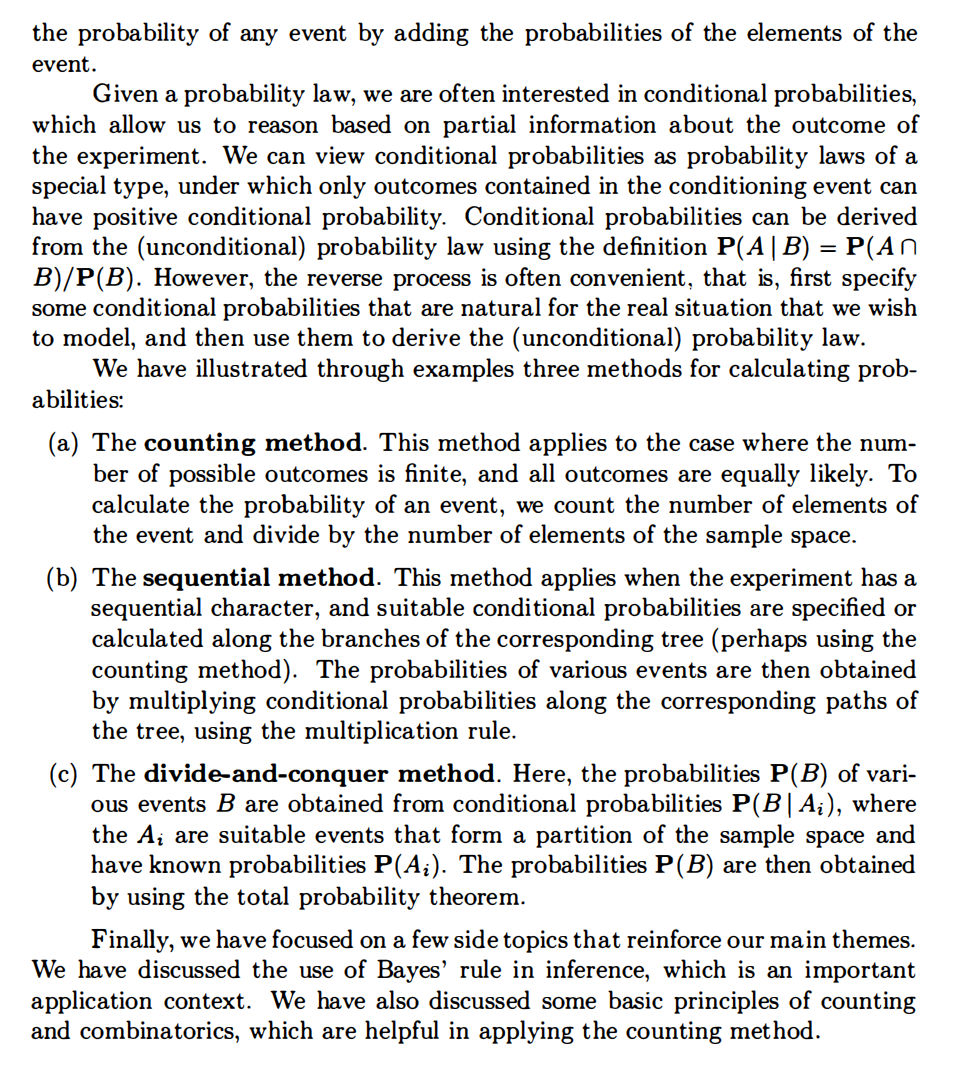 the probability of any event by adding the probabilities of the elements of the
event.
Given a probability law, we are often interested in conditional probabilities,
which allow us to reason based on partial information about the outcome of
the experiment. We can view conditional probabilities as probability laws of a
special type, under which only outcomes contained in the conditioning event can
have positive conditional probability. Conditional probabilities can be derived
from the (unconditional) probability law using the definition P(A | B) = P(A ∩
B)/P(B). However, the reverse process is often convenient, that is, first specify
some conditional probabilities that are natural for the real situation that we wish
to model, and then use them to derive the (unconditional) probability law.
We have illustrated through examples three methods for calculating prob-
abilities:
(a) The counting method. This method applies to the case where the num-
ber of possible outcomes is finite, and all outcomes are equally likely. To
calculate the probability of an event, we count the number of elements of
the event and divide by the number of elements of the sample space.
(b) The sequential method. This method applies when the experiment has a
sequential character, and suitable conditional probabilities are specified or
calculated along the branches of the corresponding tree (perhaps using the
counting method). The probabilities of various events are then obtained
by multiplying conditional probabilities along the corresponding paths of
the tree, using the multiplication rule.
(c) The divide-and-conquer method. Here, the probabilities P(B) of vari-
ous events B are obtained from conditional probabilities P(B | Aᵢ), where
the Aᵢ are suitable events that form a partition of the sample space and
have known probabilities P(Aᵢ). The probabilities P(B) are then obtained
by using the total probability theorem.
Finally, we have focused on a few side topics that reinforce our main themes.
We have discussed the use of Bayes' rule in inference, which is an important
application context. We have also discussed some basic principles of counting
and combinatorics, which are helpful in applying the counting method.